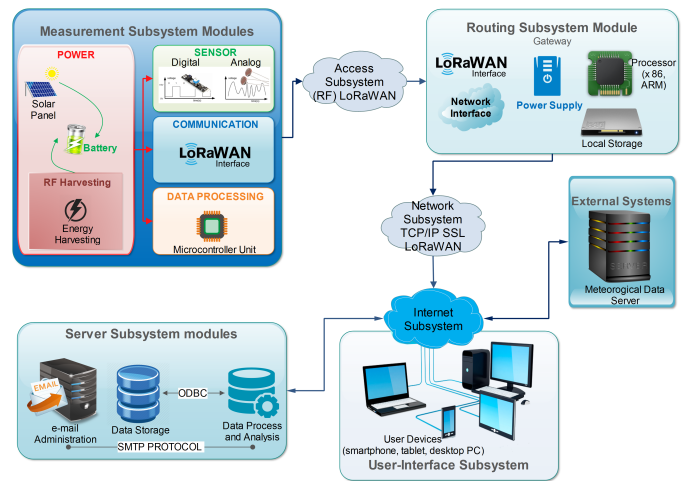 Measurement Subsystem Modules
POWER
Solar
Panel
Battery
RF Harvesting
Energy
Harvesting
SENSOR
Digital
Analog
COMMUNICATION
LoRaWAN
Interface
DATA PROCESSING
Microcontroller Unit
Access
Subsystem
(RF) LoRaWAN
Routing Subsystem Module
Gateway
LoRaWAN
Interface
Network
Interface
Power Supply
Processor
(x 86,
ARM)
Local Storage
Network
Subsystem
TCP/IP SSL
LoRaWAN
External Systems
Meteorogical Data
Server
Internet
Subsystem
Server Subsystem modules
EMAIL
e-mail
Administration
Data Storage
ODBC
Data Process
and Analysis
SMTP PROTOCOL
User Devices
(smartphone, tablet, desktop PC)
User-Interface Subsystem